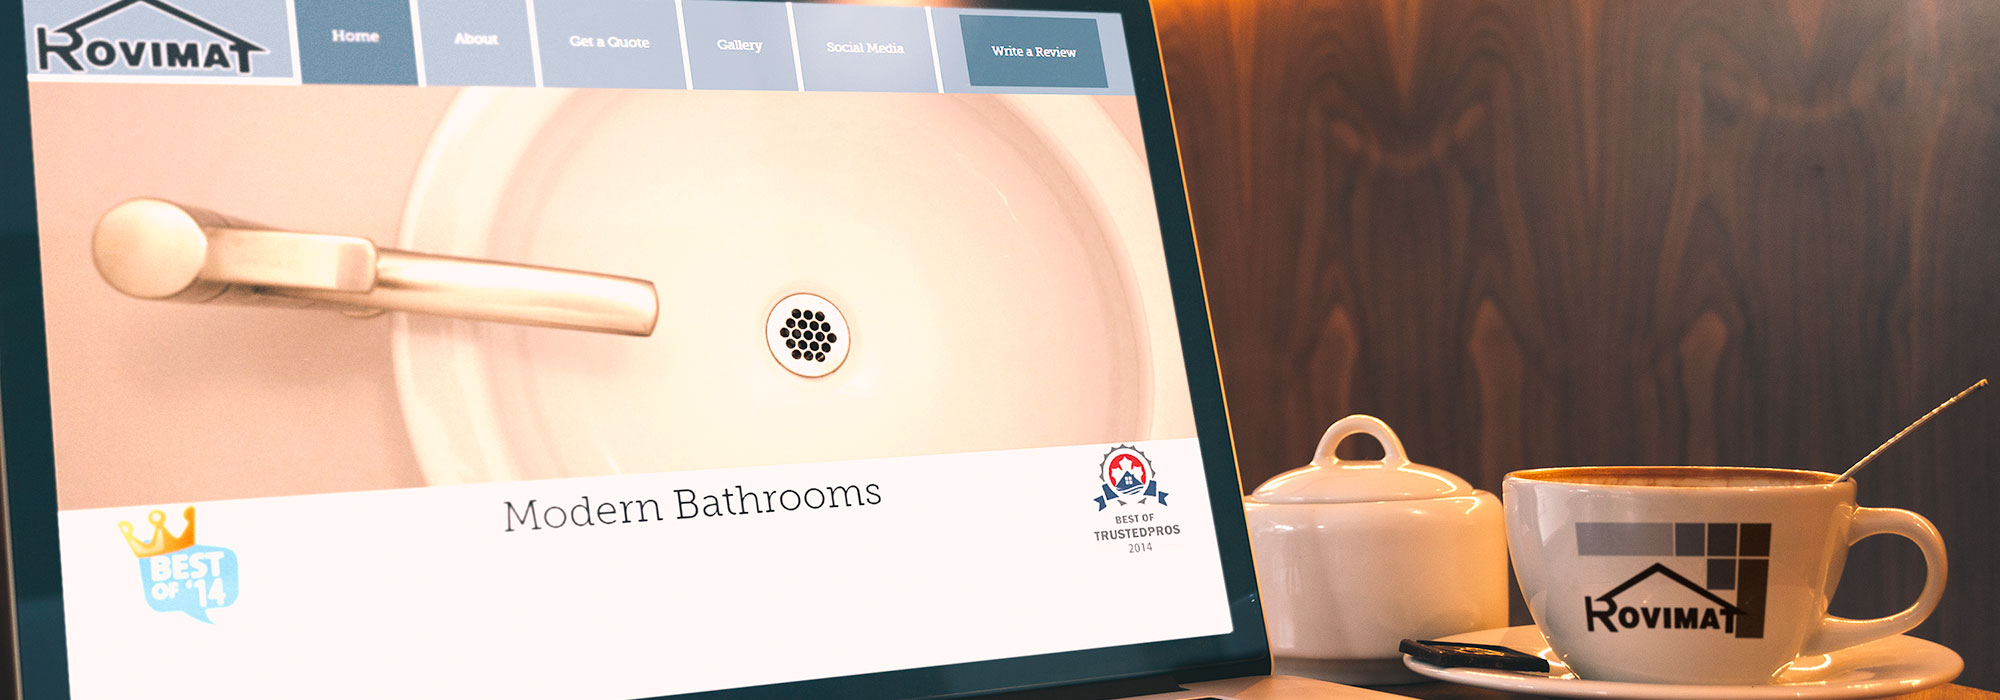 ROVIMAT
Home
About
Get a Quote
Gallery
Social Media
Write a Review
Modern Bathrooms
BEST
OF '14
BEST OF
TRUSTEDPROS
2014
ROVIMAT